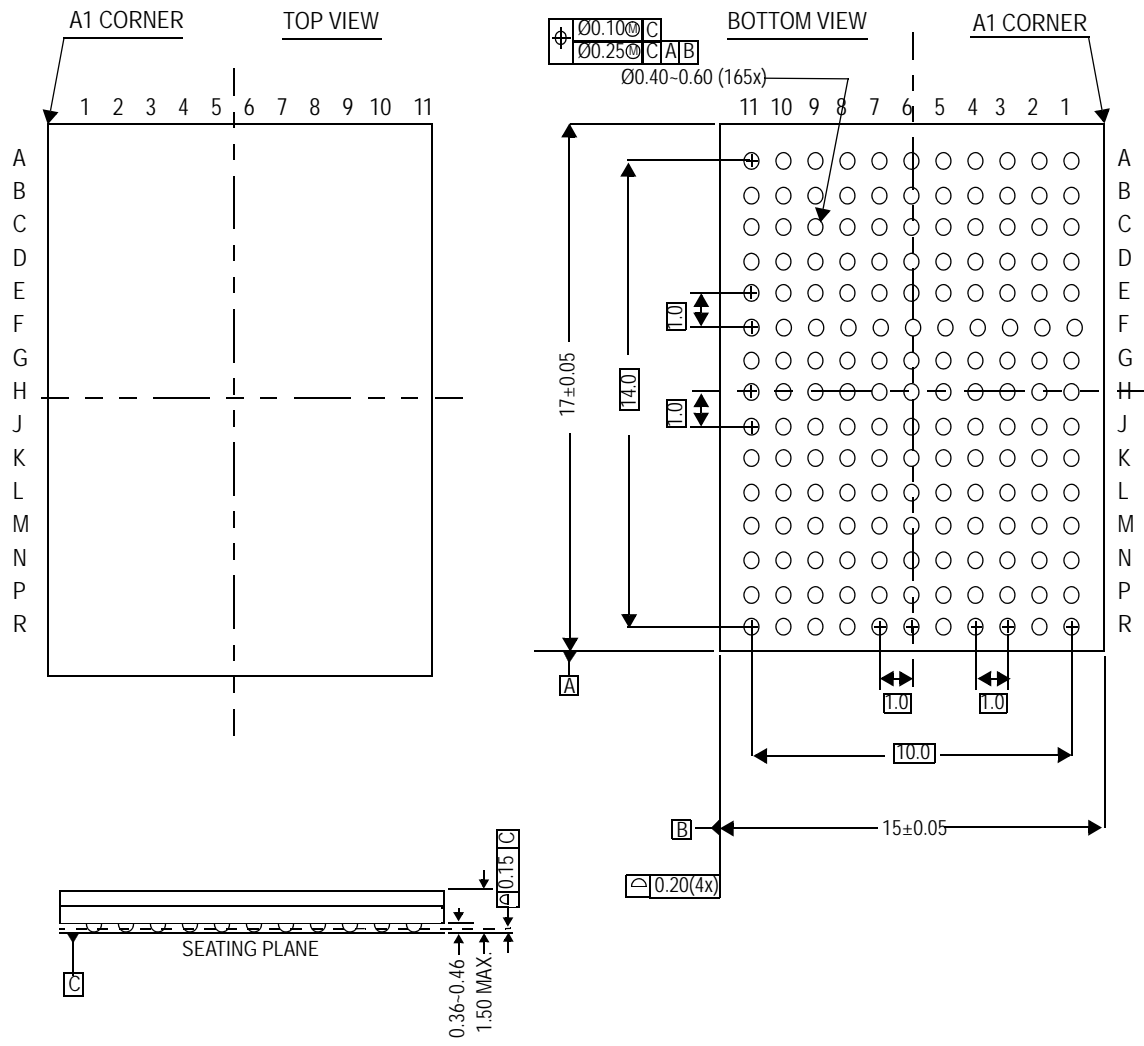 A1 CORNER
TOP VIEW
1 2 3 4 5 6 7 8 9 10 11
A
B
C
D
E
F
G
H
J
K
L
M
N
P
R
Ø0.10Ⓜ C
Ø0.25Ⓜ C A B
BOTTOM VIEW
A1 CORNER
Ø0.40~0.60 (165x)
11 10 9 8 7 6 5 4 3 2 1
A
B
C
D
E
F
G
H
J
K
L
M
N
P
R
1.0
17±0.05
14.0
1.0
A
1.0
1.0
10.0
B
15±0.05
0.20(4x)
0.15 C
SEATING PLANE
C
0.36~0.46
1.50 MAX.